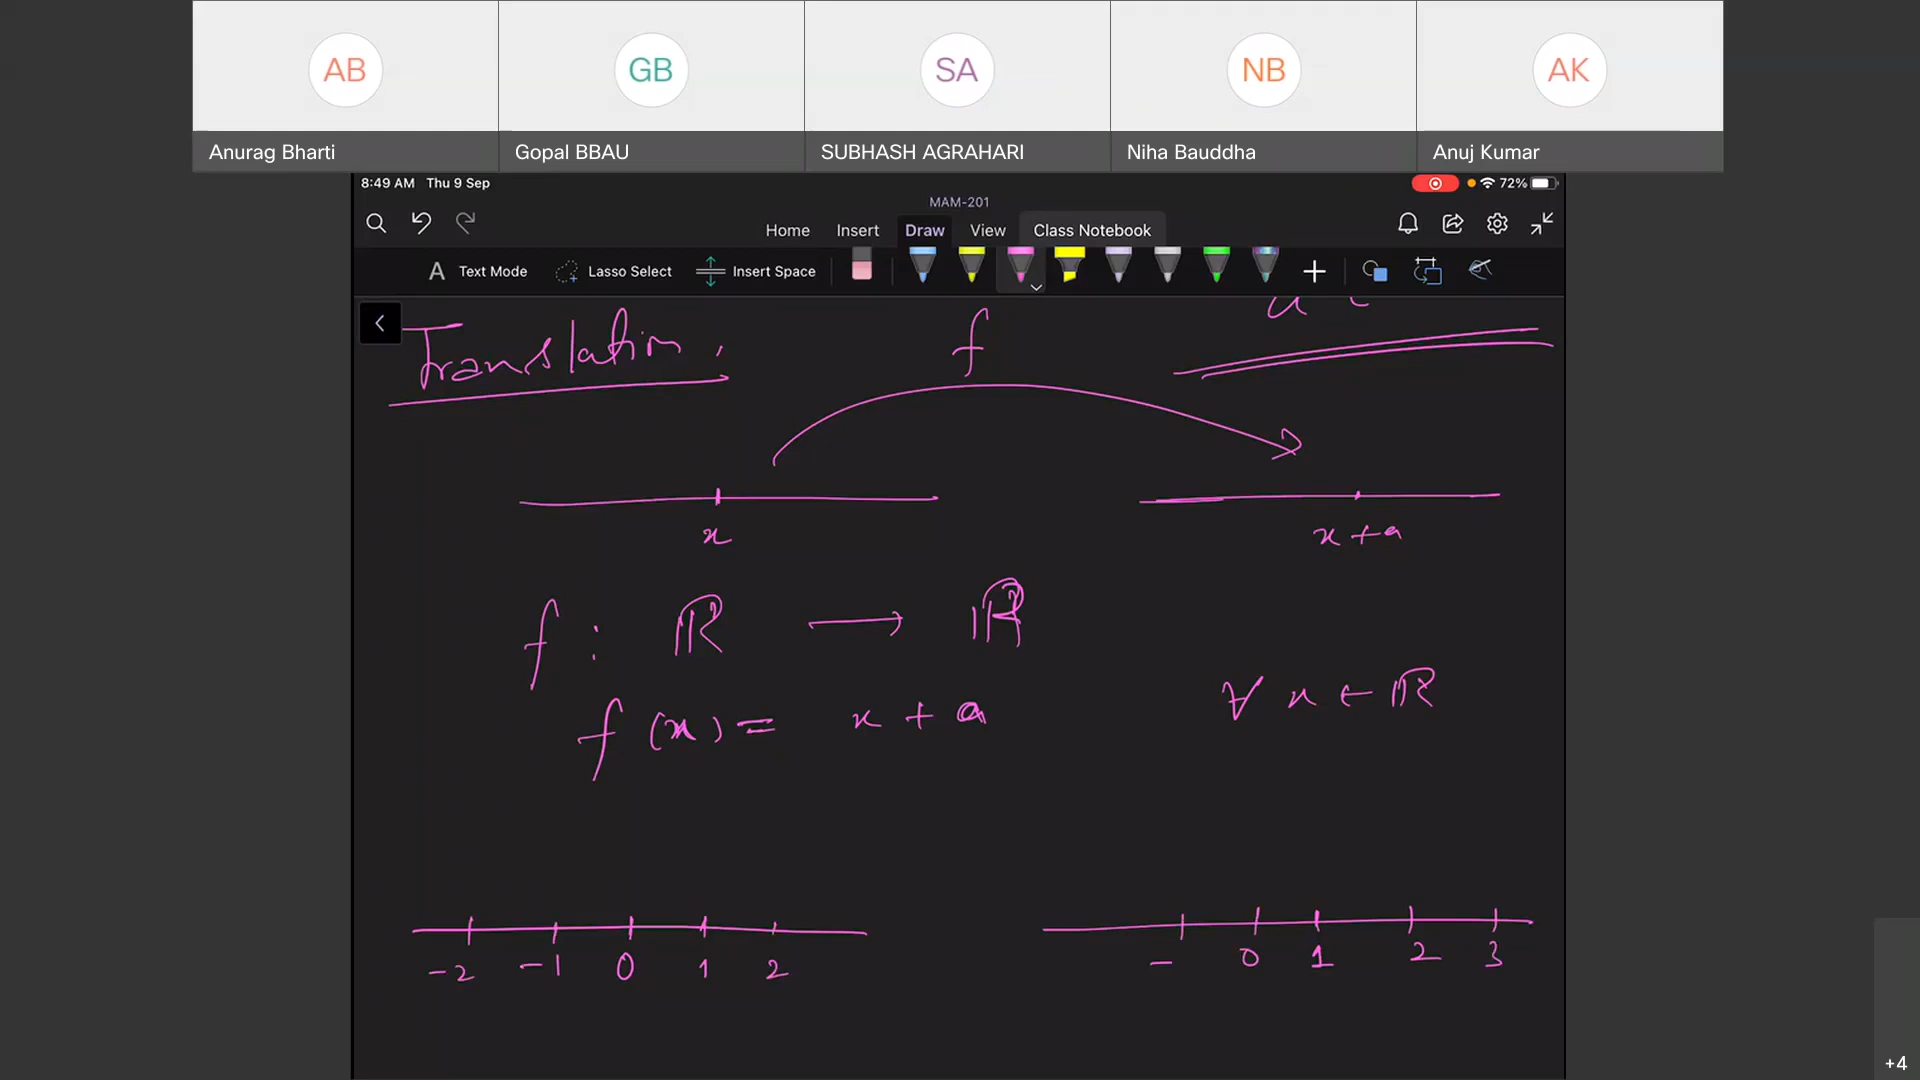 AB GB SA NB AK
Anurag Bharti Gopal BBAU SUBHASH AGRAHARI Niha Bauddha Anuj Kumar
8:49 AM Thu 9 Sep 72%
MAM-201
Home Insert Draw View Class Notebook
A Text Mode Lasso Select Insert Space
Translation, f
x x+a
f : ℝ ⟶ ℝ
f(x) = x + a ∀ x ∈ ℝ
-2 -1 0 1 2 - 0 1 2 3
+4